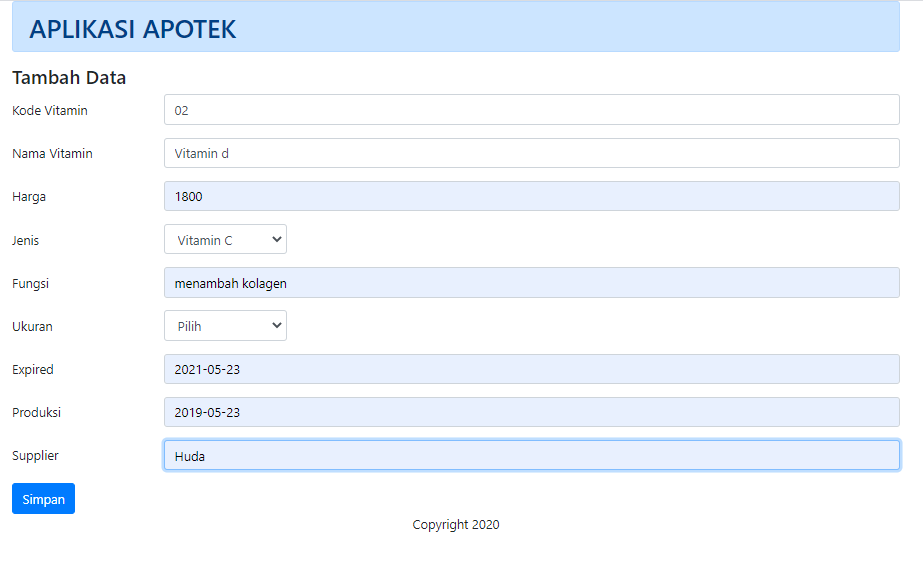 APLIKASI APOTEK
Tambah Data
Kode Vitamin 02
Nama Vitamin Vitamin d
Harga 1800
Jenis Vitamin C
Fungsi menambah kolagen
Ukuran Pilih
Expired 2021-05-23
Produksi 2019-05-23
Supplier Huda
Simpan
Copyright 2020